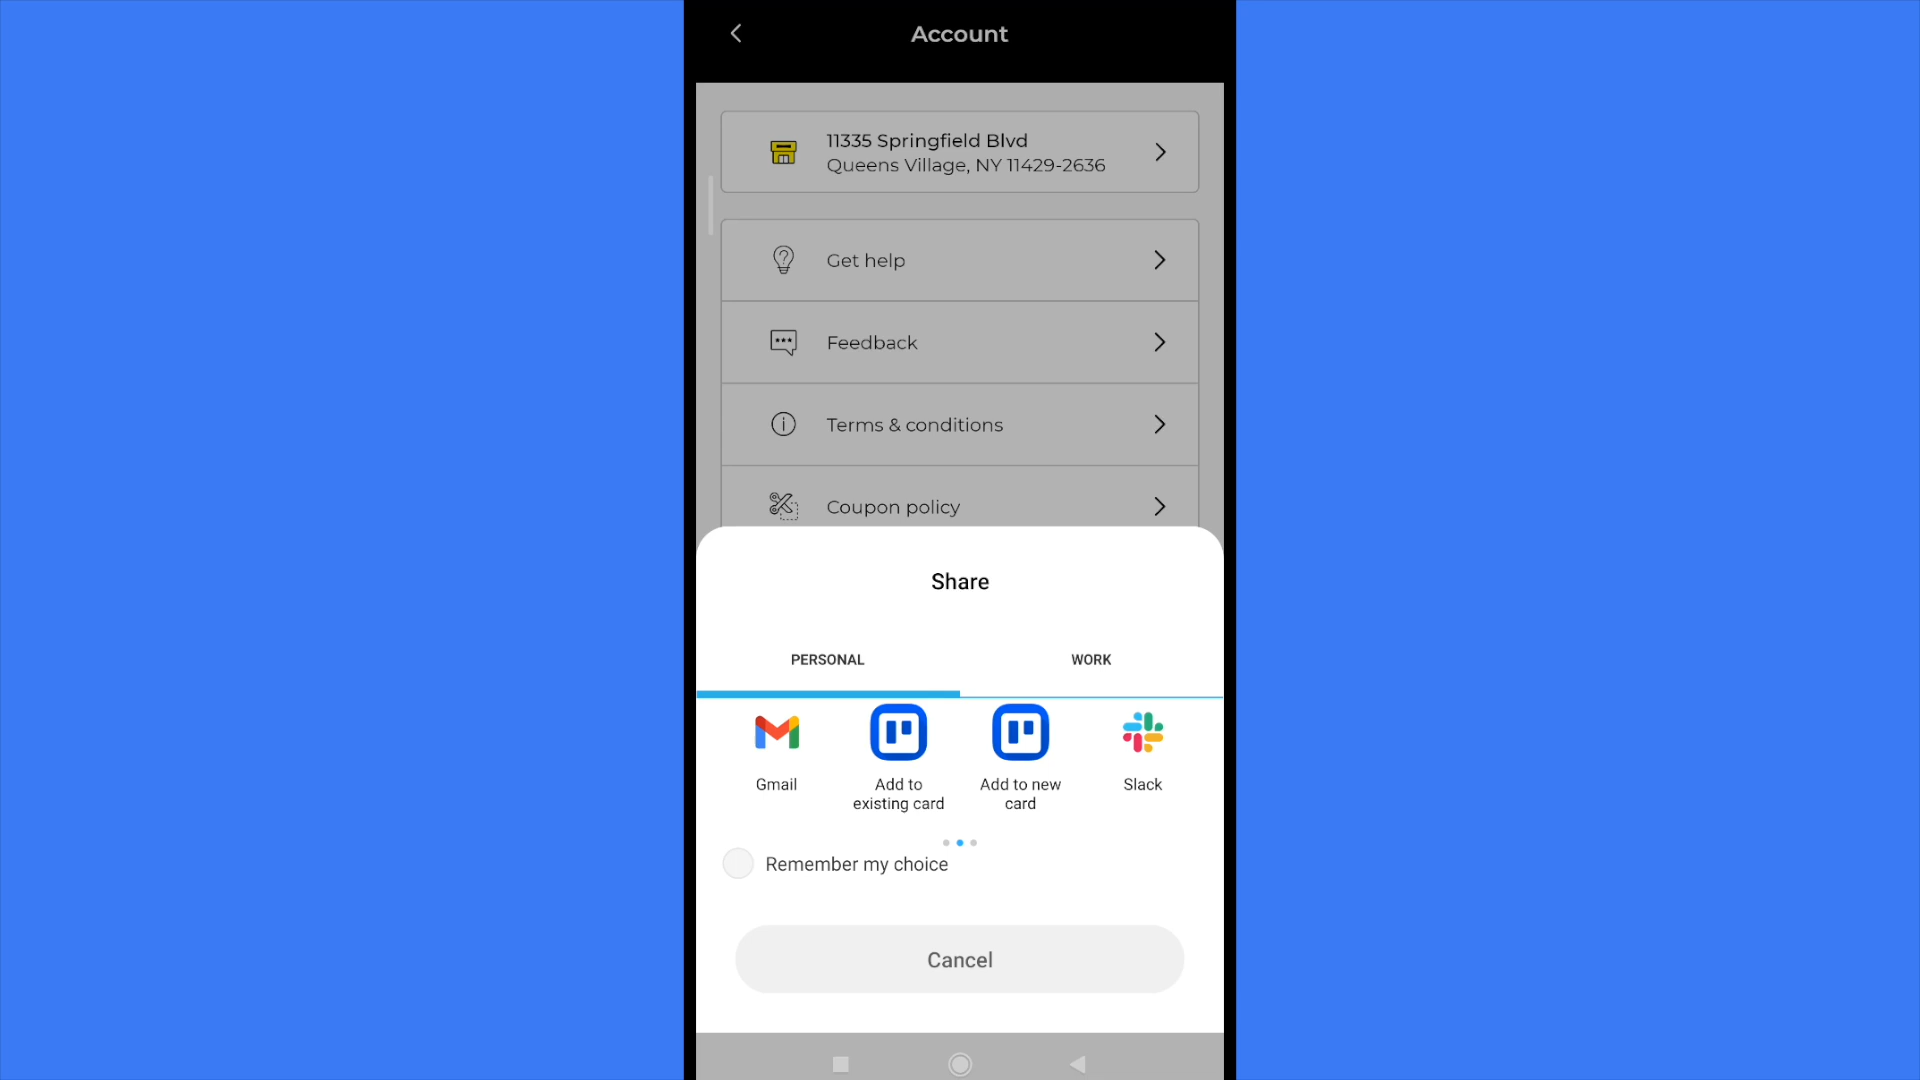 Account
11335 Springfield Blvd
Queens Village, NY 11429-2636
Get help
Feedback
Terms & conditions
Coupon policy
Share
PERSONAL
WORK
Gmail
Add to
existing card
Add to new
card
Slack
Remember my choice
Cancel